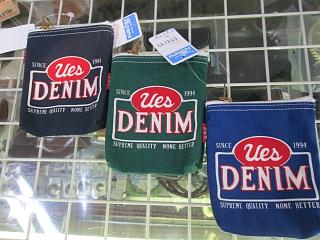 SINCE 1994
Ues
DENIM
SUPREME QUALITY NONE BETTER
SINCE 1994
Ues
DENIM
SUPREME QUALITY NONE BETTER
SINCE 1994
Ues
DENIM
SUPREME QUALITY NONE BETTER